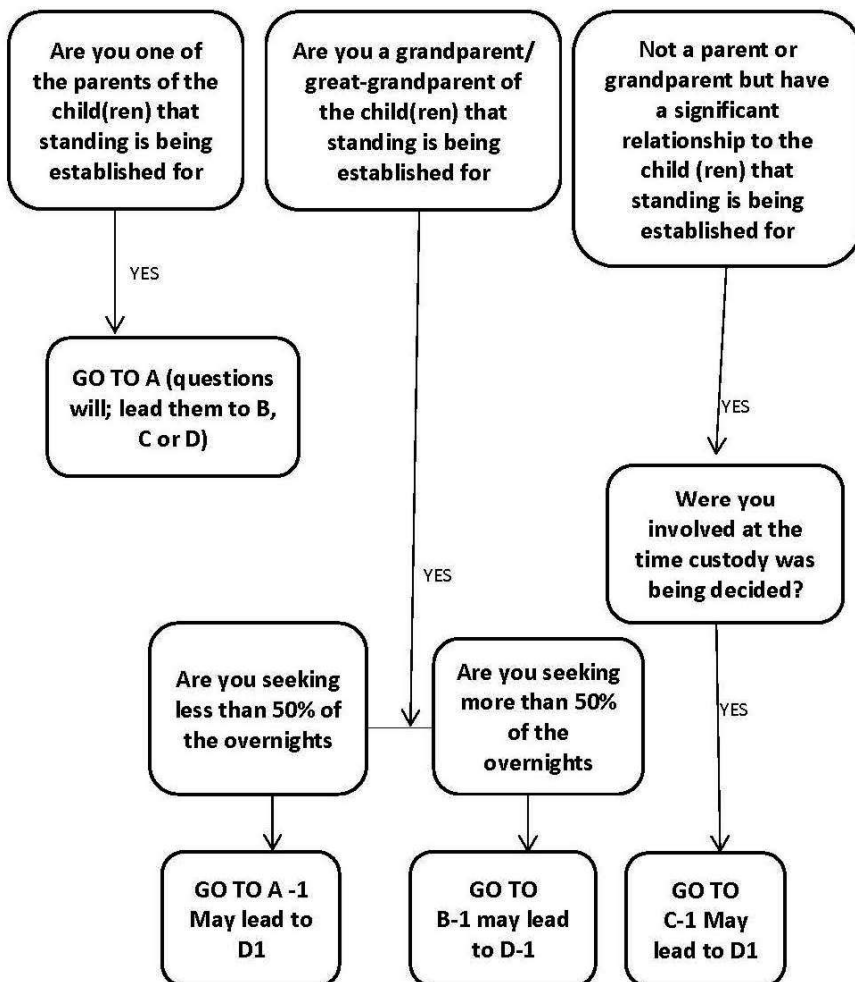 Are you one of
the parents of the
child(ren) that
standing is being
established for
Are you a grandparent/
great-grandparent of
the child(ren) that
standing is being
established for
Not a parent or
grandparent but have
a significant
relationship to the
child (ren) that
standing is being
established for
YES
GO TO A (questions
will; lead them to B,
C or D)
YES
Were you
involved at the
time custody was
being decided?
YES
Are you seeking
less than 50% of
the overnights
Are you seeking
more than 50%
of the
overnights
YES
GO TO A -1
May lead to
D1
GO TO
B-1 may lead
to D-1
GO TO
C-1 May
lead to D1